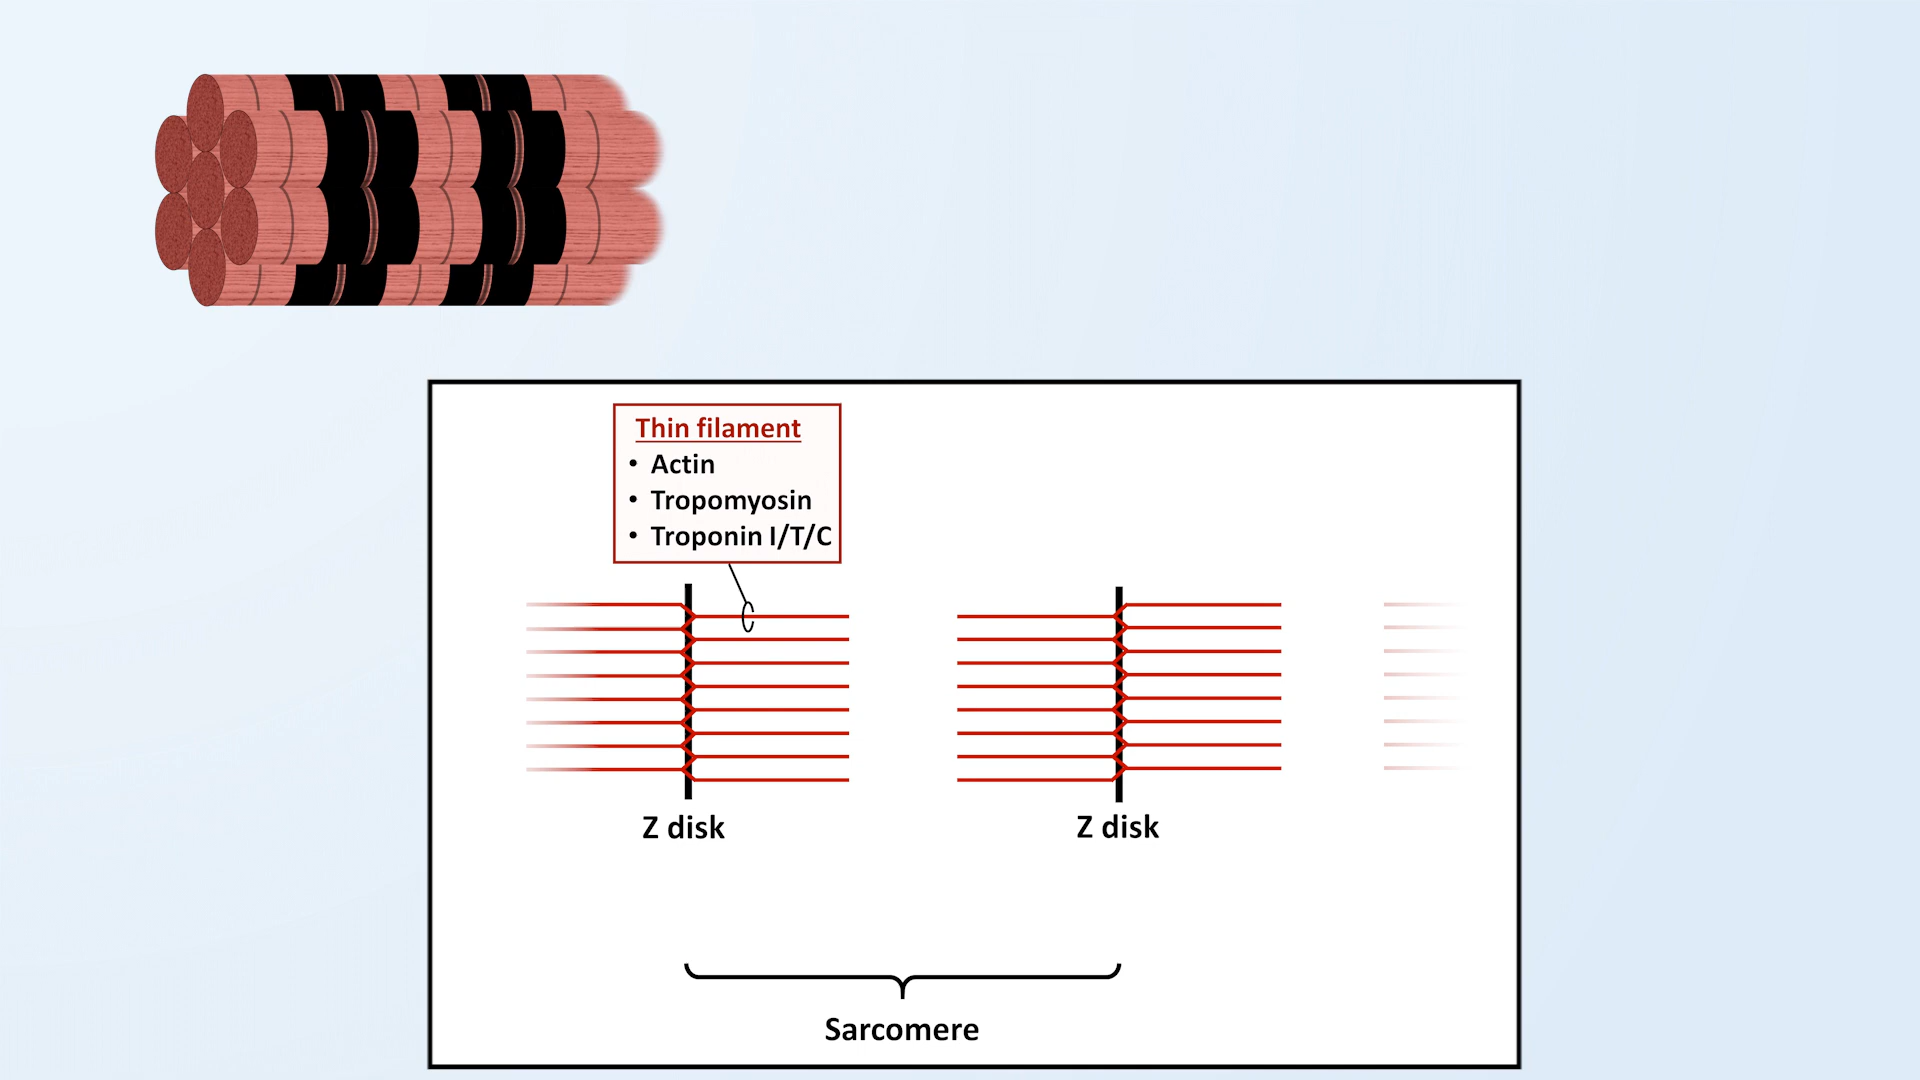 Thin filament
• Actin
• Tropomyosin
• Troponin I/T/C
Z disk
Z disk
Sarcomere